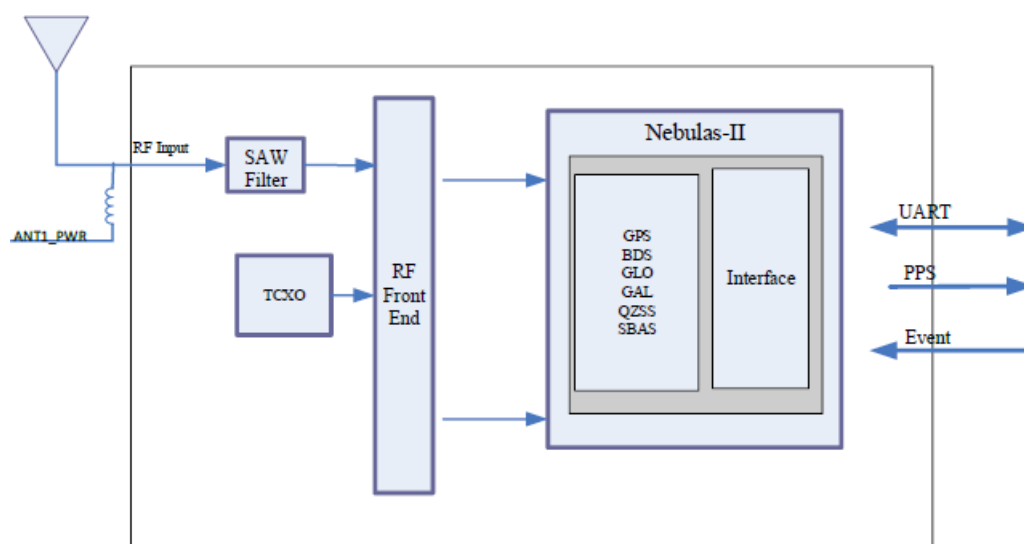 RF Input
ANT1_PWR
SAW
Filter
TCXO
RF
Front
End
Nebulas-II
GPS
BDS
GLO
GAL
QZSS
SBAS
Interface
UART
PPS
Event